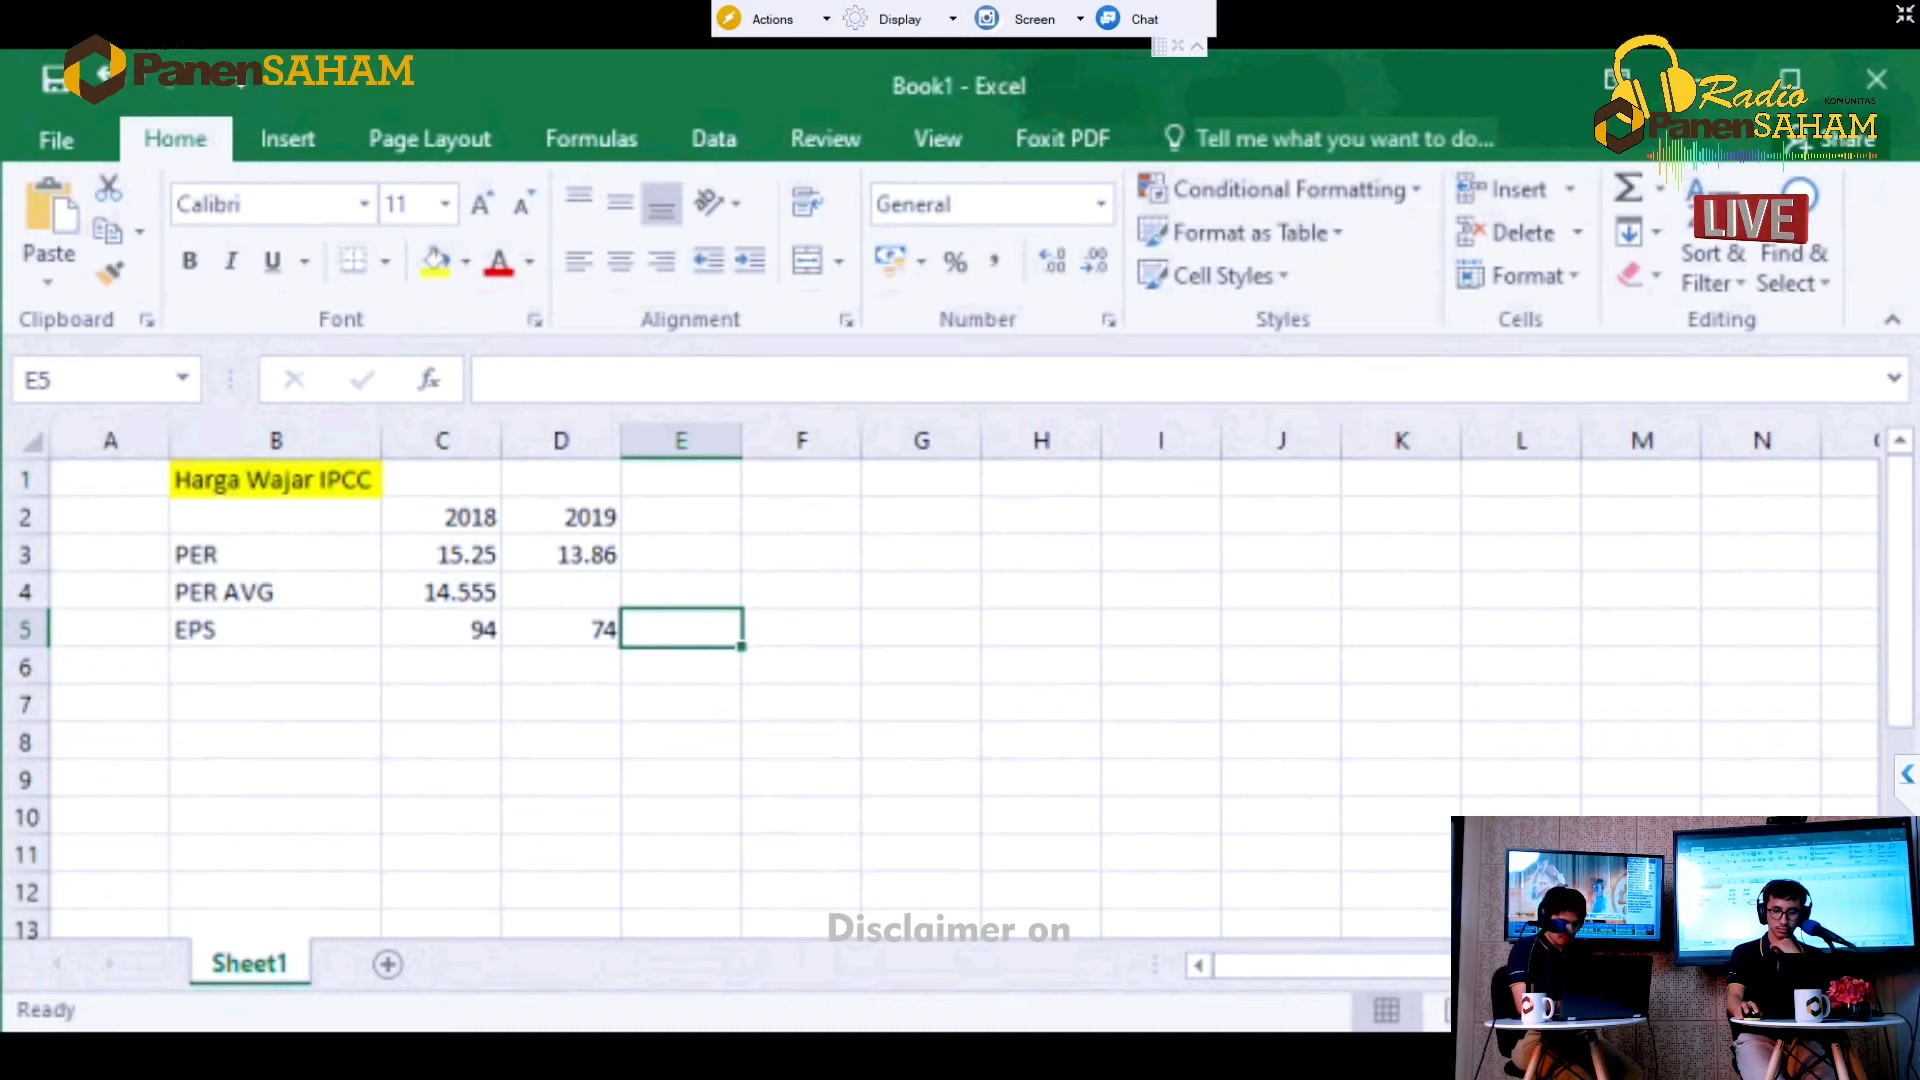 Actions Display Screen Chat
PanenSAHAM
Book1 - Excel
Radio
KOMUNITAS
PanenSAHAM
File Home Insert Page Layout Formulas Data Review View Foxit PDF Tell me what you want to do... Share
LIVE
Paste
Calibri 11
B I U
General
% ,
Conditional Formatting
Format as Table
Cell Styles
Insert
Delete
Format
Sort & Filter
Find & Select
Clipboard Font Alignment Number Styles Cells Editing
E5 fx
A B C D E F G H I J K L M N
1 Harga Wajar IPCC
2 2018 2019
3 PER 15.25 13.86
4 PER AVG 14.555
5 EPS 94 74
6
7
8
9
10
11
12
13
Disclaimer on
Sheet1
Ready